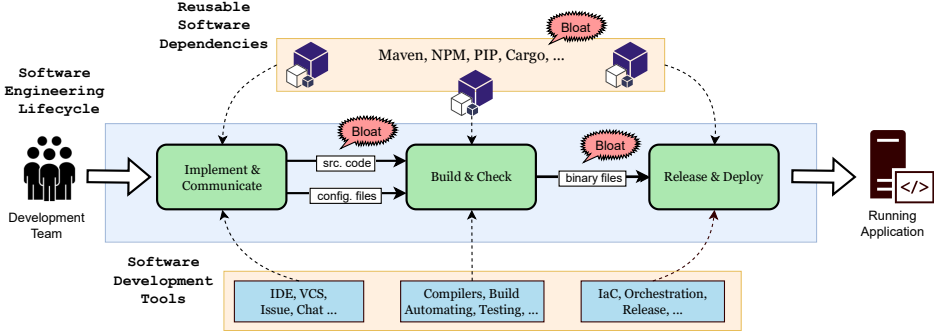 Reusable
Software
Dependencies
Bloat
Maven, NPM, PIP, Cargo, ...
Software
Engineering
Lifecycle
Development
Team
Implement &
Communicate
Bloat
src. code
config. files
Build & Check
Bloat
binary files
Release & Deploy
</>
Running
Application
Software
Development
Tools
IDE, VCS,
Issue, Chat ...
Compilers, Build
Automating, Testing, ...
IaC, Orchestration,
Release, ...